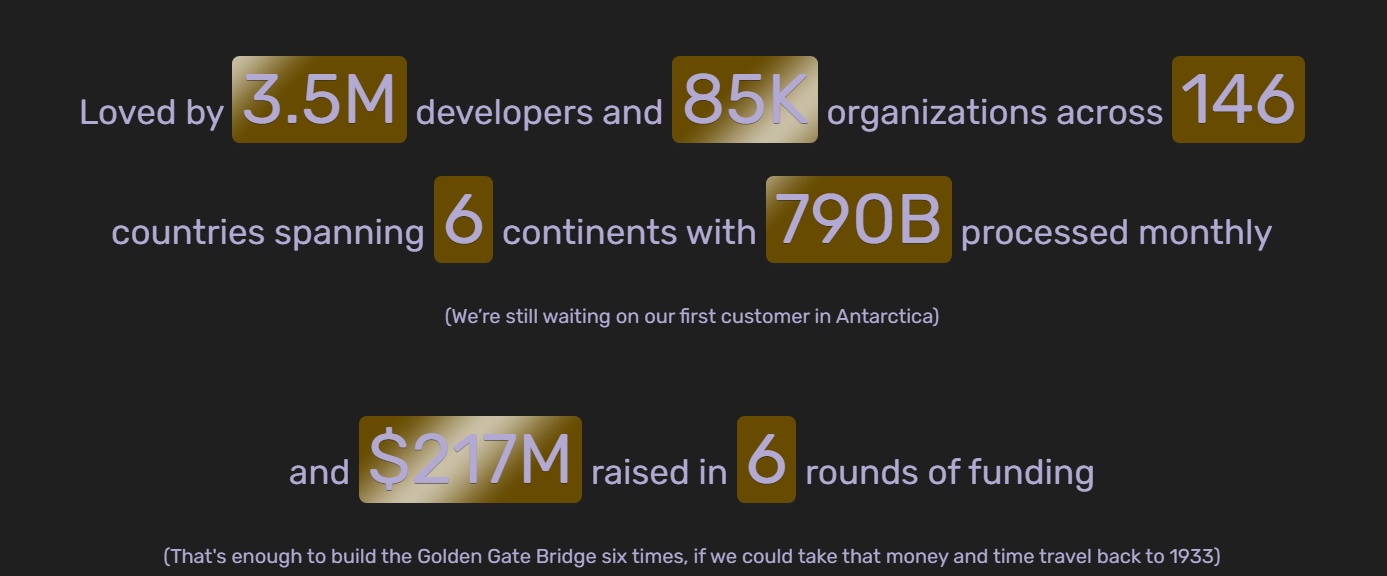 Loved by 3.5M developers and 85K organizations across 146
countries spanning 6 continents with 790B processed monthly
(We’re still waiting on our first customer in Antarctica)
and $217M raised in 6 rounds of funding
(That's enough to build the Golden Gate Bridge six times, if we could take that money and time travel back to 1933)